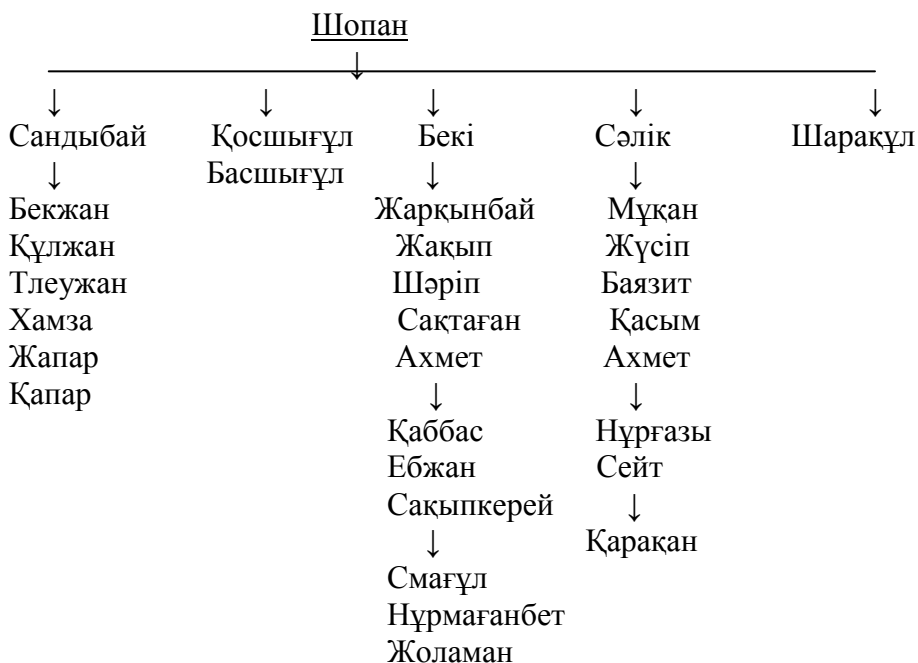 Шопан
Сандыбай Қосшығұл Бекі Сәлік Шарақұл
Басшығұл
Бекжан Жарқынбай Мұқан
Құлжан Жақып Жүсіп
Тлеужан Шәріп Баязит
Хамза Сақтаған Қасым
Жапар Ахмет Ахмет
Қапар
Қаббас Нұрғазы
Ебжан Сейт
Сақыпкерей
Қарақан
Смағұл
Нұрмағанбет
Жоламан